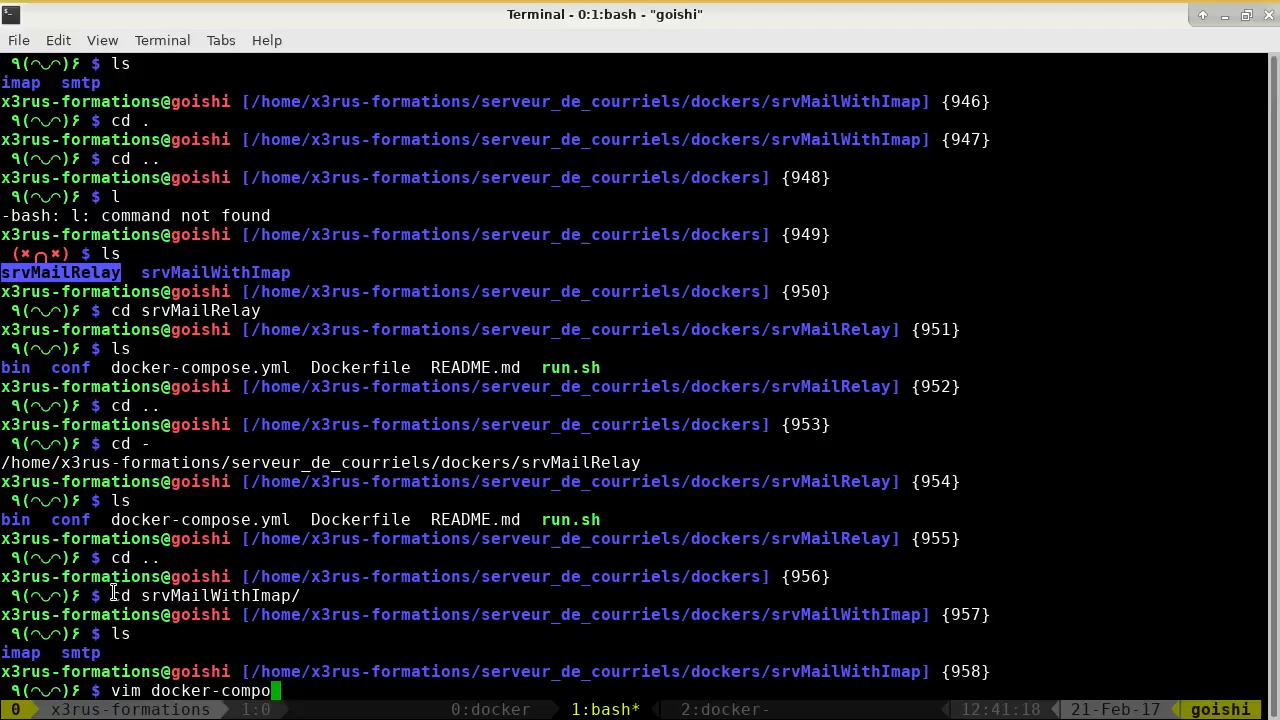 Terminal - 0:1:bash - "goishi"
File Edit View Terminal Tabs Help
٩(◠◡◠)۶ $ ls
imap smtp
x3rus-formations@goishi [/home/x3rus-formations/serveur_de_courriels/dockers/srvMailWithImap] {946}
٩(◠◡◠)۶ $ cd .
x3rus-formations@goishi [/home/x3rus-formations/serveur_de_courriels/dockers/srvMailWithImap] {947}
٩(◠◡◠)۶ $ cd ..
x3rus-formations@goishi [/home/x3rus-formations/serveur_de_courriels/dockers] {948}
٩(◠◡◠)۶ $ l
-bash: l: command not found
x3rus-formations@goishi [/home/x3rus-formations/serveur_de_courriels/dockers] {949}
(✖╭╮✖) $ ls
srvMailRelay srvMailWithImap
x3rus-formations@goishi [/home/x3rus-formations/serveur_de_courriels/dockers] {950}
٩(◠◡◠)۶ $ cd srvMailRelay
x3rus-formations@goishi [/home/x3rus-formations/serveur_de_courriels/dockers/srvMailRelay] {951}
٩(◠◡◠)۶ $ ls
bin conf docker-compose.yml Dockerfile README.md run.sh
x3rus-formations@goishi [/home/x3rus-formations/serveur_de_courriels/dockers/srvMailRelay] {952}
٩(◠◡◠)۶ $ cd ..
x3rus-formations@goishi [/home/x3rus-formations/serveur_de_courriels/dockers] {953}
٩(◠◡◠)۶ $ cd -
/home/x3rus-formations/serveur_de_courriels/dockers/srvMailRelay
x3rus-formations@goishi [/home/x3rus-formations/serveur_de_courriels/dockers/srvMailRelay] {954}
٩(◠◡◠)۶ $ ls
bin conf docker-compose.yml Dockerfile README.md run.sh
x3rus-formations@goishi [/home/x3rus-formations/serveur_de_courriels/dockers/srvMailRelay] {955}
٩(◠◡◠)۶ $ cd ..
x3rus-formations@goishi [/home/x3rus-formations/serveur_de_courriels/dockers] {956}
٩(◠◡◠)۶ $ cd srvMailWithImap/
x3rus-formations@goishi [/home/x3rus-formations/serveur_de_courriels/dockers/srvMailWithImap] {957}
٩(◠◡◠)۶ $ ls
imap smtp
x3rus-formations@goishi [/home/x3rus-formations/serveur_de_courriels/dockers/srvMailWithImap] {958}
٩(◠◡◠)۶ $ vim docker-compo
0 x3rus-formations 1:0 0:docker 1:bash* 2:docker- 12:41:18 21-Feb-17 goishi